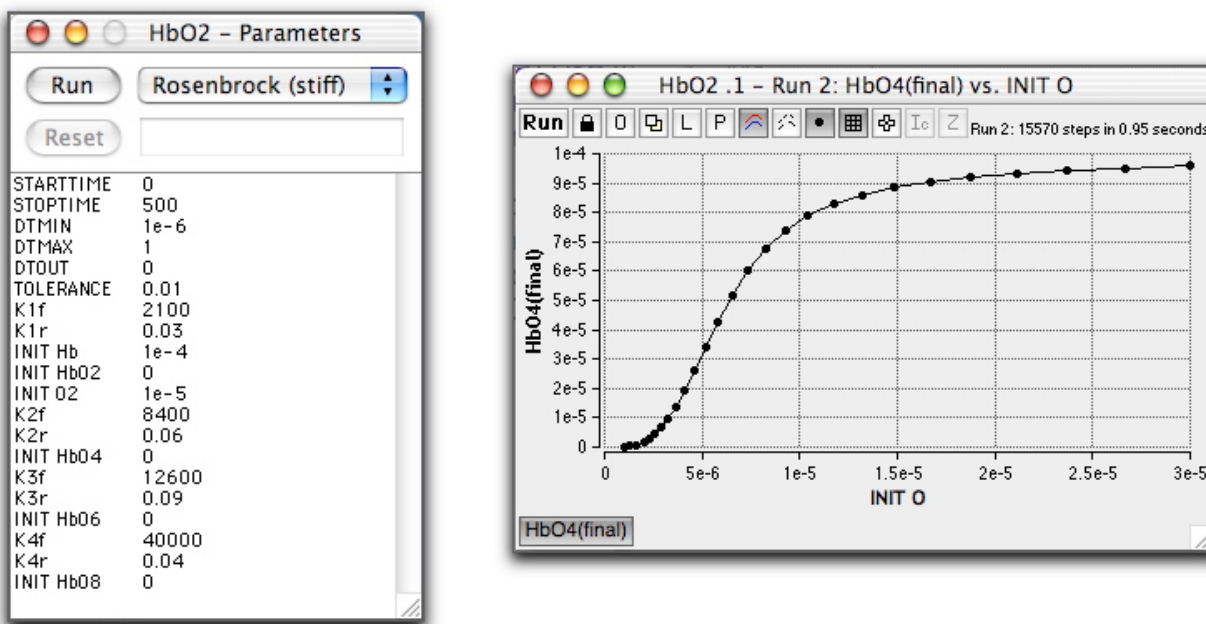 HbO2 – Parameters
Run
Rosenbrock (stiff)
Reset
STARTTIME 0
STOPTIME 500
DTMIN 1e-6
DTMAX 1
DTOUT 0
TOLERANCE 0.01
K1f 2100
K1r 0.03
INIT Hb 1e-4
INIT HbO2 0
INIT O2 1e-5
K2f 8400
K2r 0.06
INIT HbO4 0
K3f 12600
K3r 0.09
INIT HbO6 0
K4f 40000
K4r 0.04
INIT HbO8 0
HbO2 .1 – Run 2: HbO4(final) vs. INIT O
Run O L P Ic Z Run 2: 15570 steps in 0.95 seconds
1e-4
9e-5
8e-5
7e-5
6e-5
5e-5
4e-5
3e-5
2e-5
1e-5
0
HbO4(final)
0 5e-6 1e-5 1.5e-5 2e-5 2.5e-5 3e-5
INIT O
HbO4(final)